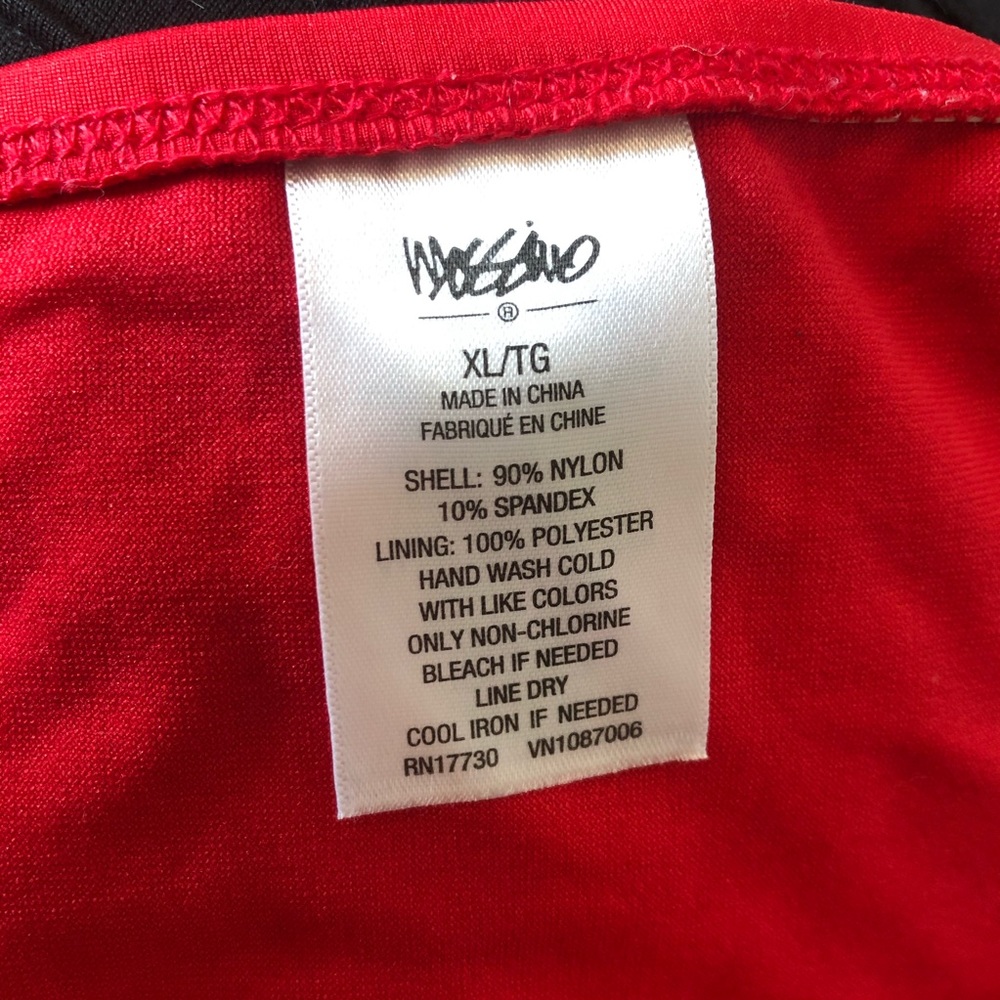 Mossimo
®
XL/TG
MADE IN CHINA
FABRIQUÉ EN CHINE
SHELL: 90% NYLON
10% SPANDEX
LINING: 100% POLYESTER
HAND WASH COLD
WITH LIKE COLORS
ONLY NON-CHLORINE
BLEACH IF NEEDED
LINE DRY
COOL IRON IF NEEDED
RN17730 VN1087006